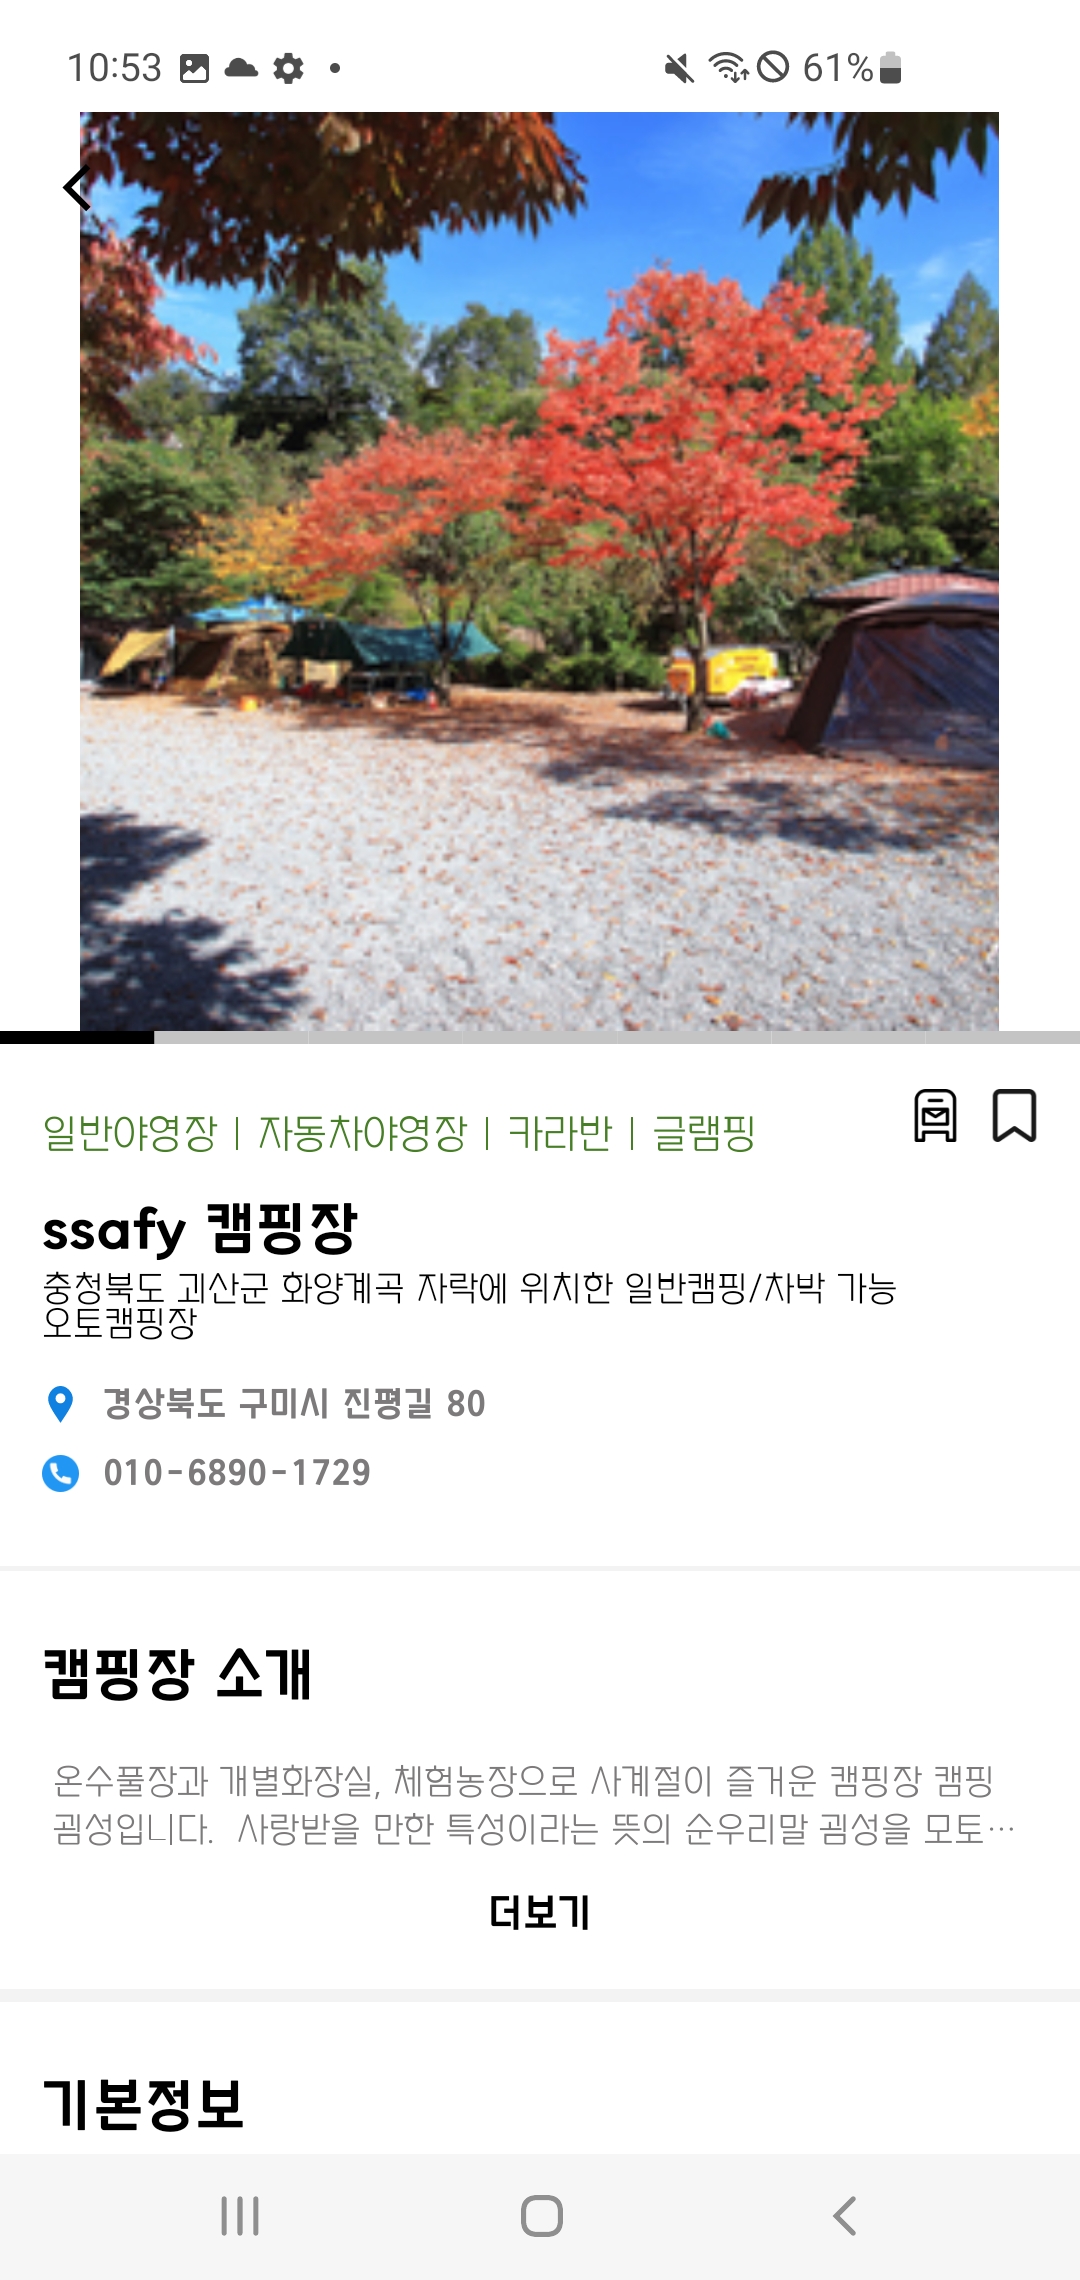 10:53
61%
일반야영장 | 자동차야영장 | 카라반 | 글램핑
ssafy 캠핑장
충청북도 괴산군 화양계곡 자락에 위치한 일반캠핑/차박 가능
오토캠핑장
경상북도 구미시 진평길 80
010-6890-1729
캠핑장 소개
온수풀장과 개별화장실, 체험농장으로 사계절이 즐거운 캠핑장 캠핑
굄성입니다.  사랑받을 만한 특성이라는 뜻의 순우리말 굄성을 모토…
더보기
기본정보